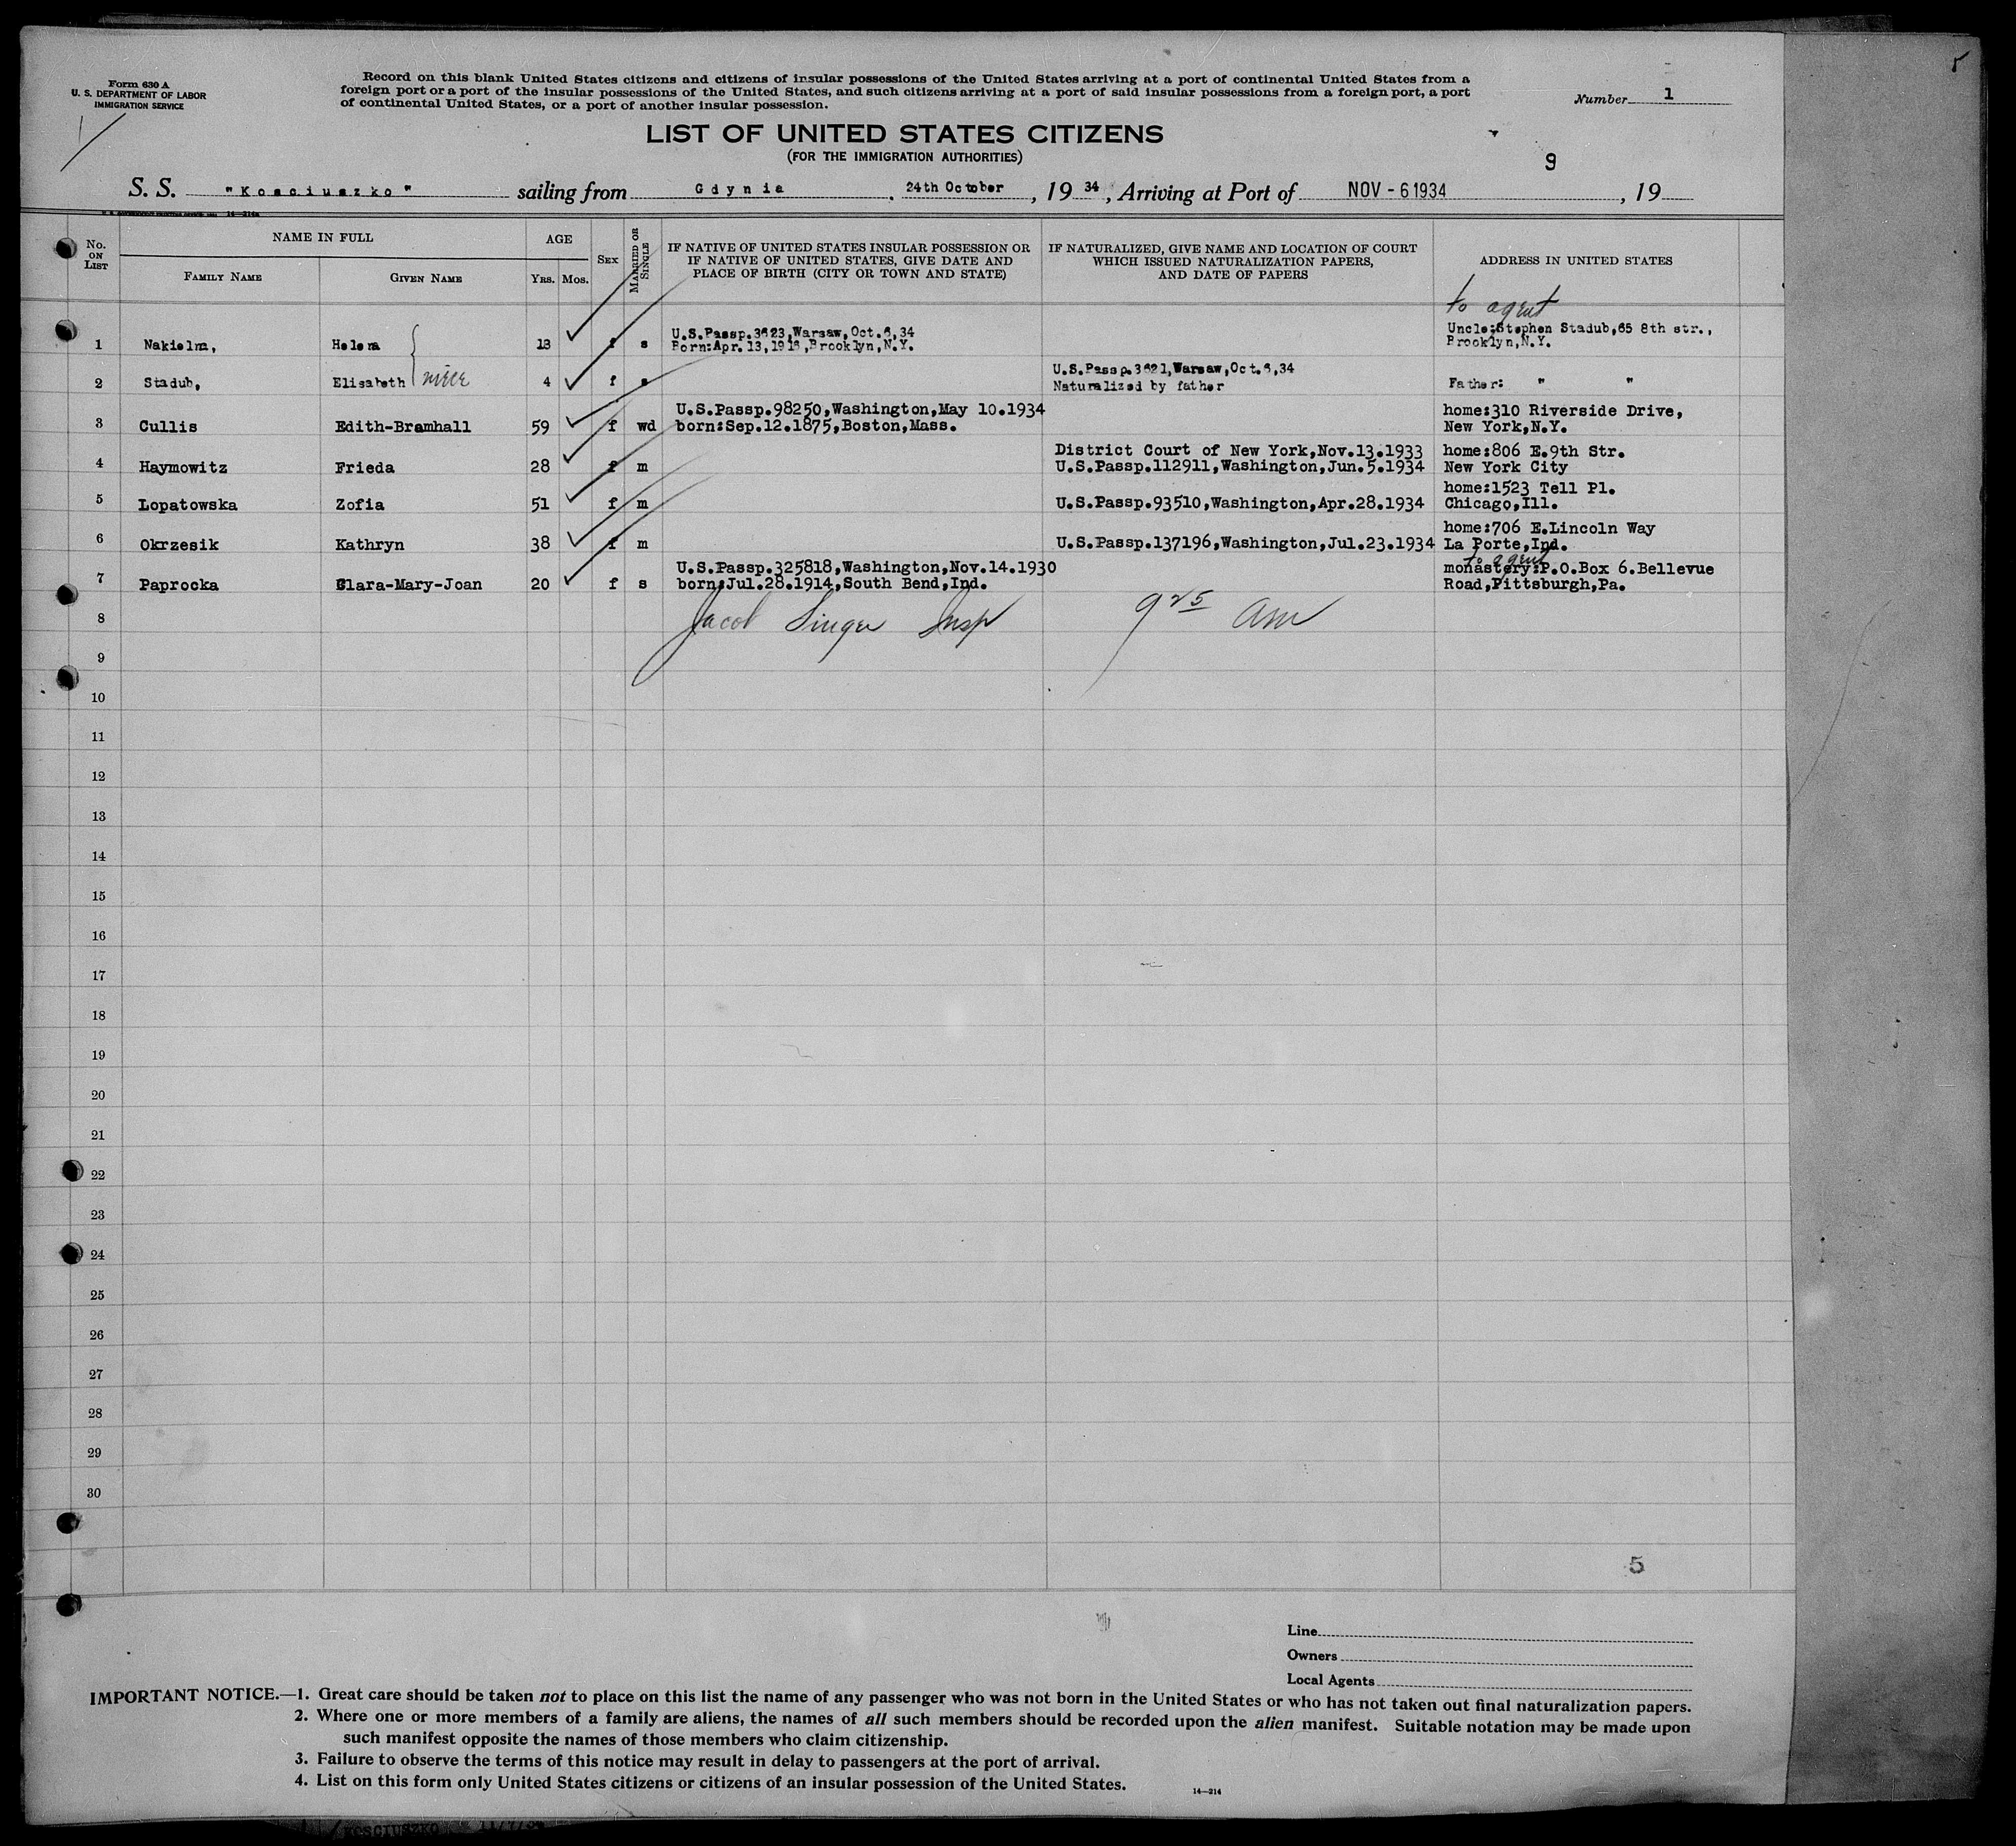 Form 630 A
U. S. DEPARTMENT OF LABOR
IMMIGRATION SERVICE
Record on this blank United States citizens and citizens of insular possessions of the United States arriving at a port of continental United States from a
foreign port or a port of the insular possessions of the United States, and such citizens arriving at a port of said insular possessions from a foreign port, a port
of continental United States, or a port of another insular possession.
Number 1
LIST OF UNITED STATES CITIZENS
(FOR THE IMMIGRATION AUTHORITIES)
9
S. S. "Kosciuszko" sailing from Gdynia, 24th October, 19 34, Arriving at Port of NOV - 6 1934, 19
No. ON LIST
NAME IN FULL
FAMILY NAME GIVEN NAME
AGE
YRS. MOS.
SEX
MARRIED OR SINGLE
IF NATIVE OF UNITED STATES INSULAR POSSESSION OR
IF NATIVE OF UNITED STATES, GIVE DATE AND
PLACE OF BIRTH (CITY OR TOWN AND STATE)
IF NATURALIZED, GIVE NAME AND LOCATION OF COURT
WHICH ISSUED NATURALIZATION PAPERS,
AND DATE OF PAPERS
ADDRESS IN UNITED STATES
to agent
1 Nakielna, Helena 13 f s U.S.Passp.3623,Warsaw,Oct.6,34 Uncle:Stephen Stadub,65 8th str.,
Born:Apr.13, Brooklyn,N.Y. Brooklyn,N.Y.
2 Stadub, Elisabeth niece 4 f s U.S.Passp.3621,Warsaw,Oct.6,34
Naturalized by father Father: " "
3 Cullis Edith-Bramhall 59 f wd U.S.Passp.98250,Washington,May 10.1934 home:310 Riverside Drive,
born:Sep.12.1875,Boston,Mass. New York,N.Y.
4 Haymowitz Frieda 28 f m District Court of New York,Nov.13.1933 home:806 E.9th Str.
U.S.Passp.112911,Washington,Jun.5.1934 New York City
5 Lopatowska Zofia 51 f m U.S.Passp.93510,Washington,Apr.28.1934 home:1523 Tell Pl.
Chicago,Ill.
6 Okrzesik Kathryn 38 f m U.S.Passp.137196,Washington,Jul.23.1934 home:706 E.Lincoln Way
La Porte,Ind.
to agent
7 Paprocka Clara-Mary-Joan 20 f s U.S.Passp.325818,Washington,Nov.14.1930 monastery:P.O.Box 6.Bellevue
born:Jul.28.1914,South Bend,Ind. Road,Pittsburgh,Pa.
8 Jacob Singer Insp 9 25 am
9
10
11
12
13
14
15
16
17
18
19
20
21
22
23
24
25
26
27
28
29
30
5
Line
Owners
Local Agents
IMPORTANT NOTICE.—1. Great care should be taken not to place on this list the name of any passenger who was not born in the United States or who has not taken out final naturalization papers.
2. Where one or more members of a family are aliens, the names of all such members should be recorded upon the alien manifest. Suitable notation may be made upon
such manifest opposite the names of those members who claim citizenship.
3. Failure to observe the terms of this notice may result in delay to passengers at the port of arrival.
4. List on this form only United States citizens or citizens of an insular possession of the United States.
14—214
KOSCIUSZKO